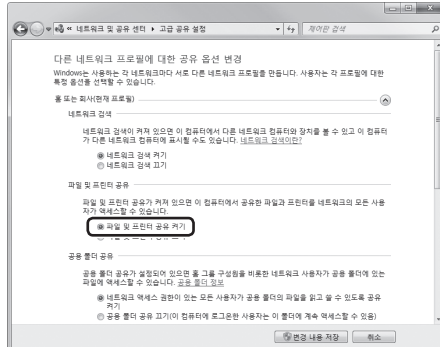 « 네트워크 및 공유 센터 ▸ 고급 공유 설정
제어판 검색
다른 네트워크 프로필에 대한 공유 옵션 변경
Windows는 사용하는 각 네트워크마다 서로 다른 네트워크 프로필을 만듭니다. 사용자는 각 프로필에 대한
특정 옵션을 선택할 수 있습니다.
홈 또는 회사(현재 프로필)
네트워크 검색
네트워크 검색이 켜져 있으면 이 컴퓨터에서 다른 네트워크 컴퓨터와 장치를 볼 수 있고 이 컴퓨터
가 다른 네트워크 컴퓨터에 표시될 수도 있습니다. 네트워크 검색이란?
네트워크 검색 켜기
네트워크 검색 끄기
파일 및 프린터 공유
파일 및 프린터 공유가 켜져 있으면 이 컴퓨터에서 공유한 파일과 프린터를 네트워크의 모든 사용
자가 액세스할 수 있습니다.
파일 및 프린터 공유 켜기
공용 폴더 공유
공용 폴더 공유가 설정되어 있으면 홈 그룹 구성원을 비롯한 네트워크 사용자가 공용 폴더에 있는
파일에 액세스할 수 있습니다. 공용 폴더 정보
네트워크 액세스 권한이 있는 모든 사용자가 공용 폴더의 파일을 읽고 쓸 수 있도록 공유
켜기
공용 폴더 공유 끄기(이 컴퓨터에 로그온한 사용자는 이 폴더에 계속 액세스할 수 있음)
변경 내용 저장
취소